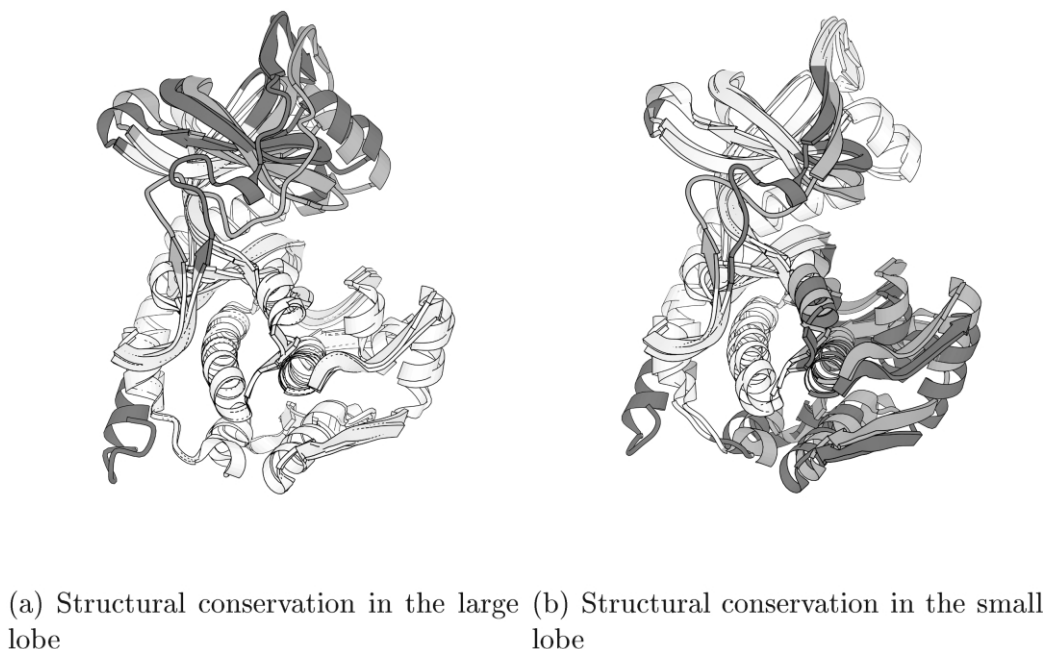 (a) Structural conservation in the large
lobe
(b) Structural conservation in the small
lobe